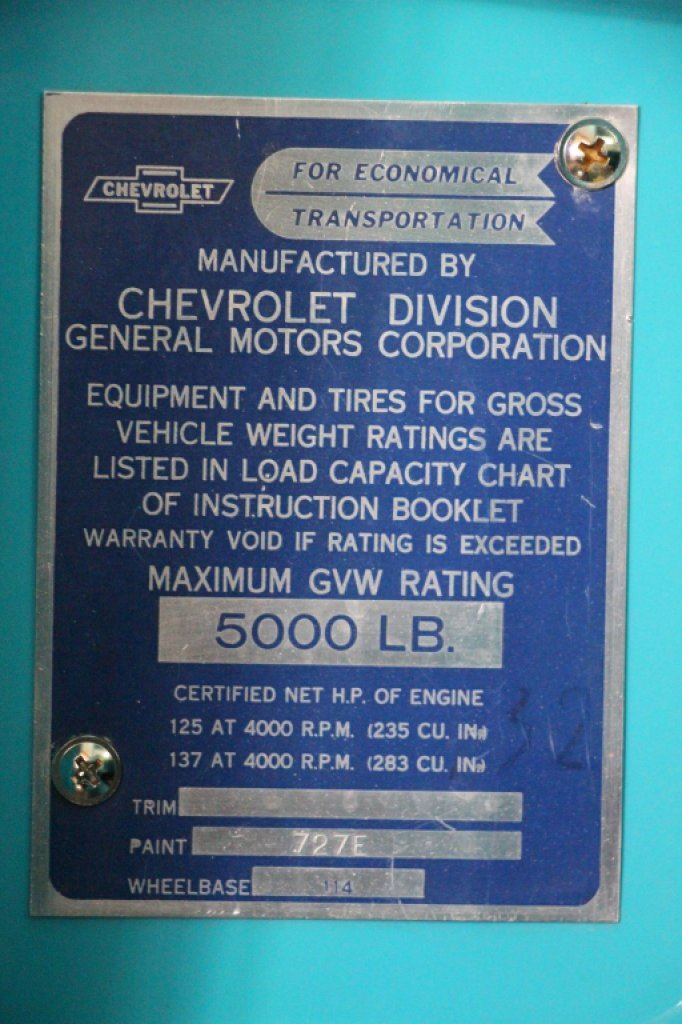 CHEVROLET
FOR ECONOMICAL
TRANSPORTATION
MANUFACTURED BY
CHEVROLET DIVISION
GENERAL MOTORS CORPORATION
EQUIPMENT AND TIRES FOR GROSS
VEHICLE WEIGHT RATINGS ARE
LISTED IN LOAD CAPACITY CHART
OF INSTRUCTION BOOKLET
WARRANTY VOID IF RATING IS EXCEEDED
MAXIMUM GVW RATING
5000 LB.
CERTIFIED NET H.P. OF ENGINE
125 AT 4000 R.P.M. (235 CU. IN.)
137 AT 4000 R.P.M. (283 CU. IN.)
32
TRIM
PAINT 727E
WHEELBASE 114